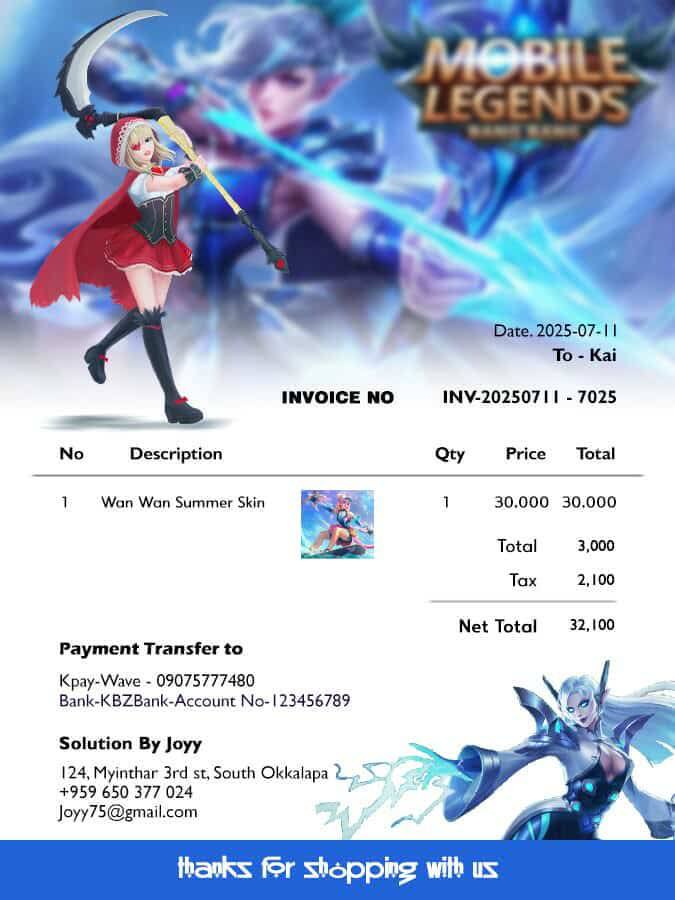 MOBILE
LEGENDS
BANG BANG
Date. 2025-07-11
To - Kai
INVOICE NO INV-20250711 - 7025
No Description Qty Price Total
1 Wan Wan Summer Skin 1 30.000 30.000
Total 3,000
Tax 2,100
Net Total 32,100
Payment Transfer to
Kpay-Wave - 09075777480
Bank-KBZBank-Account No-123456789
Solution By Joyy
124, Myinthar 3rd st, South Okkalapa
+959 650 377 024
Joyy75@gmail.com
thanks for shopping with us